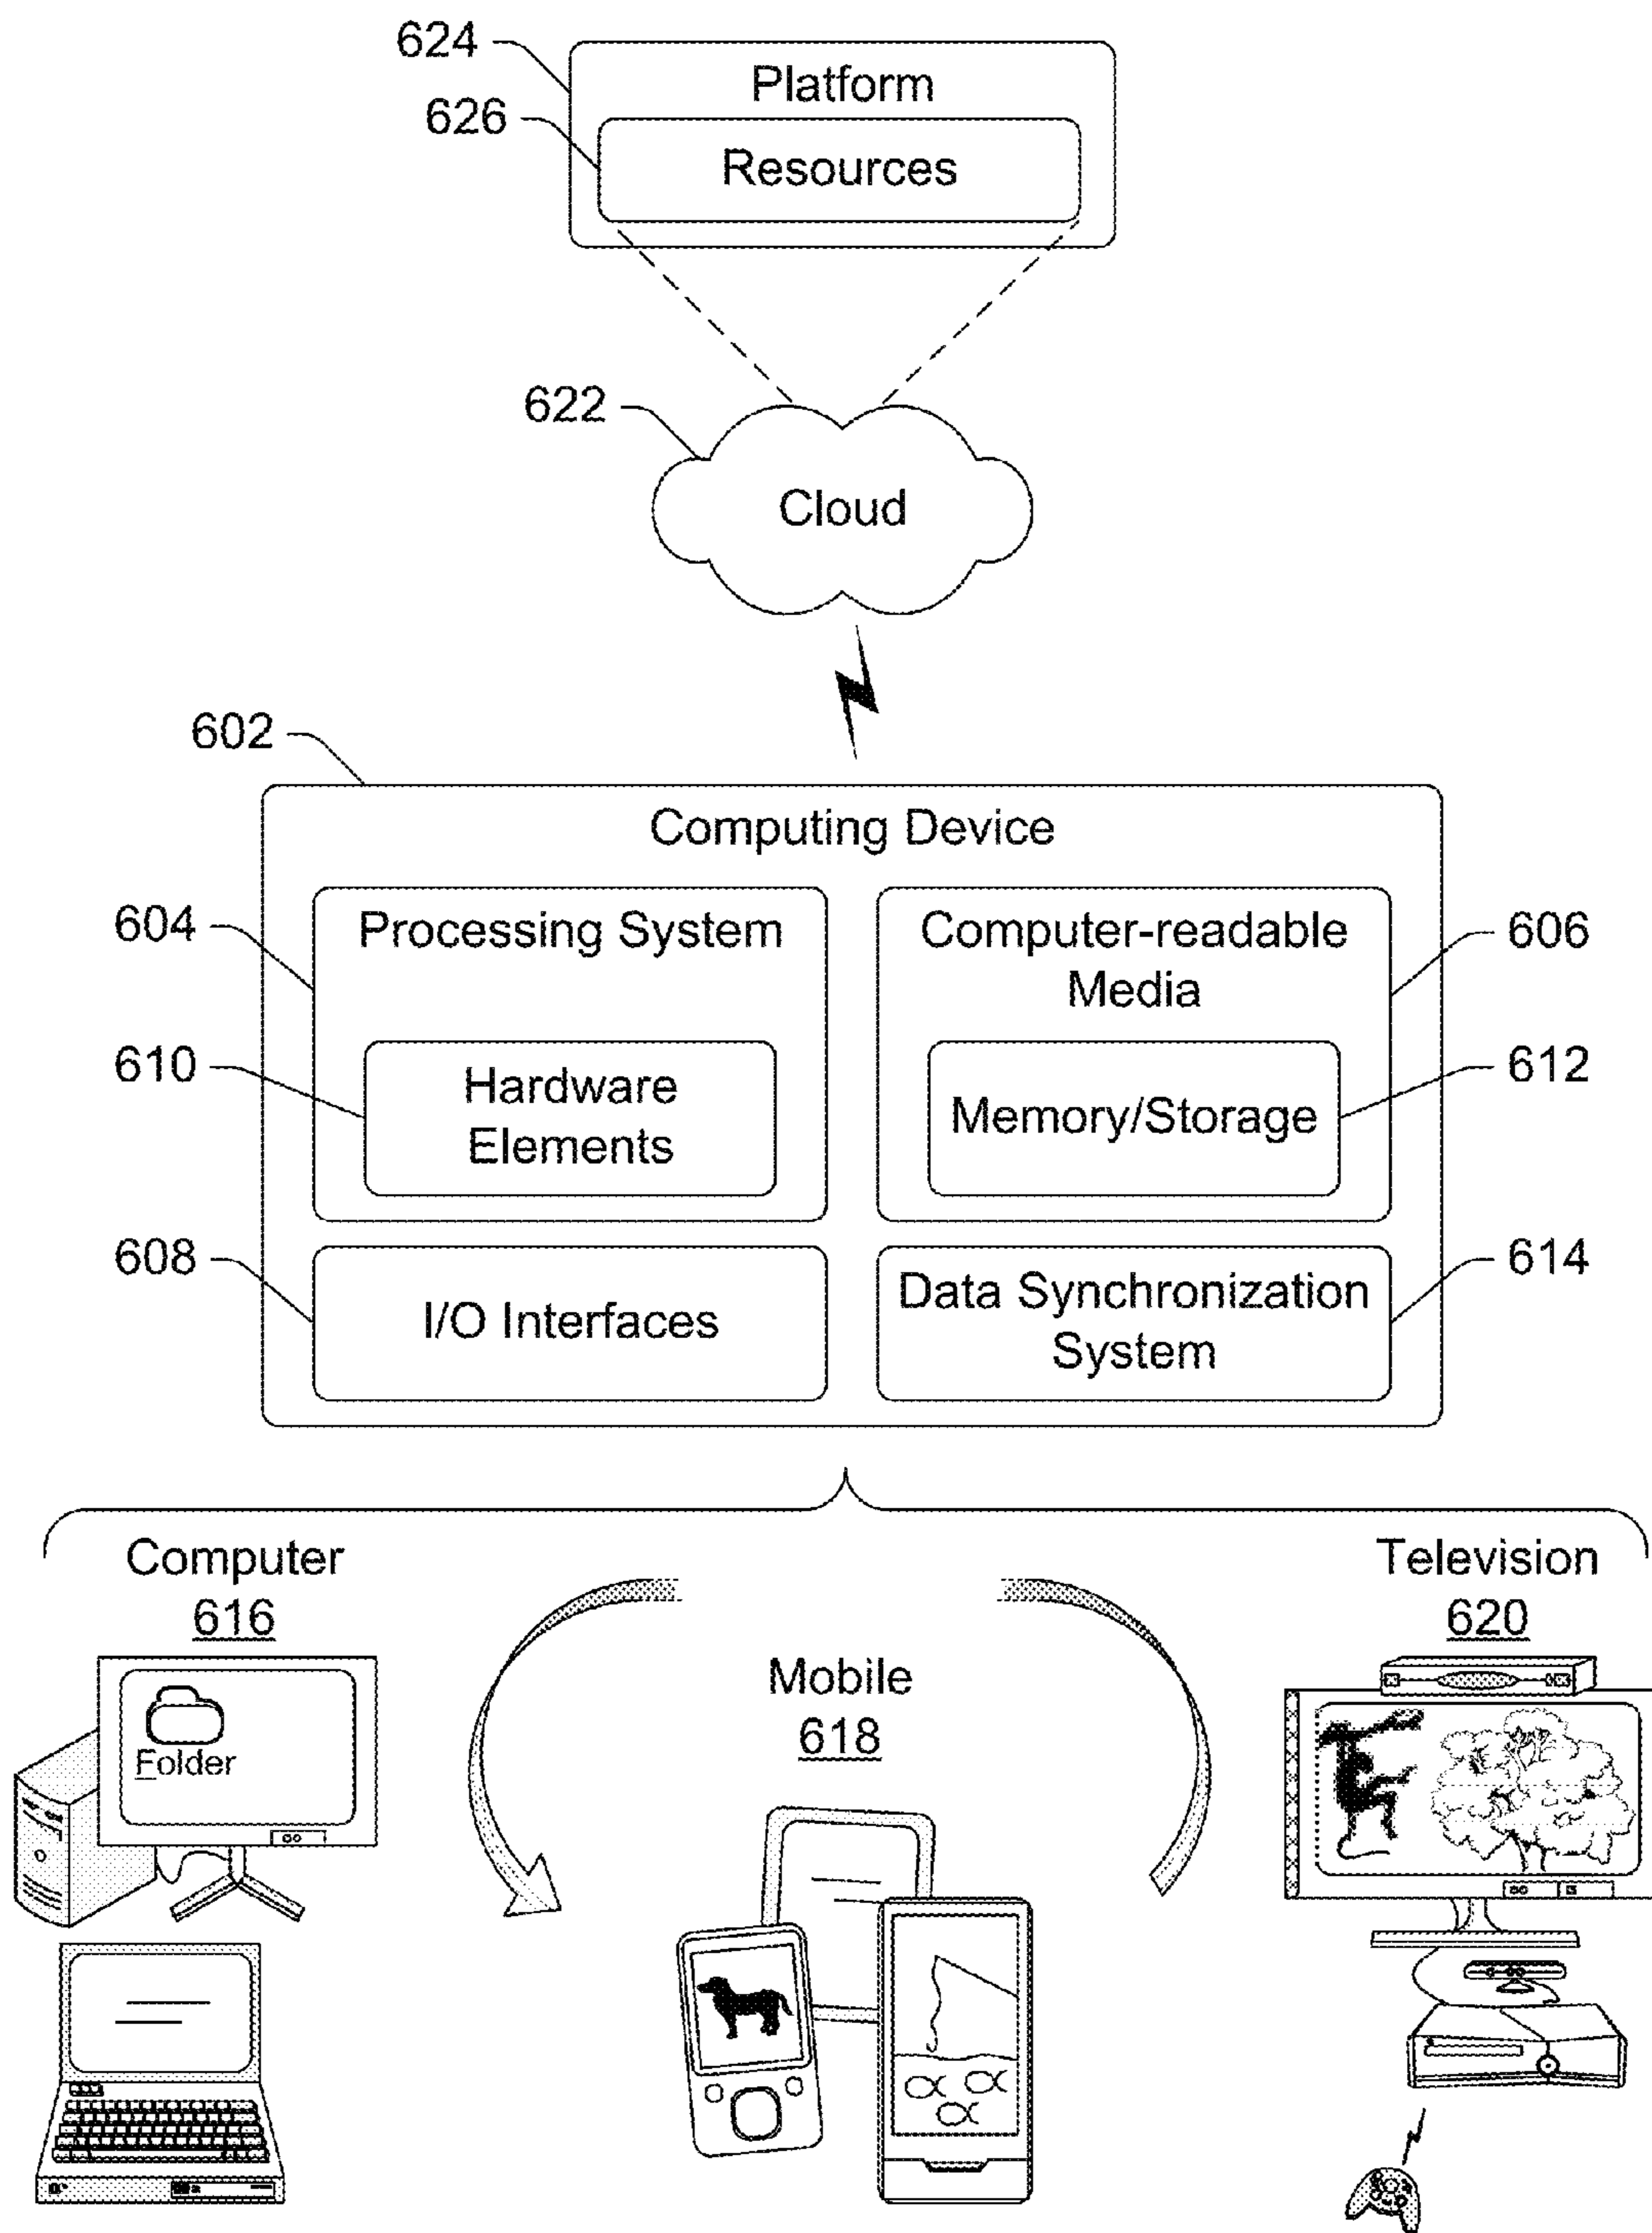 624
Platform
626
Resources
622
Cloud
602
Computing Device
604
Processing System
Computer-readable
Media
606
610
Hardware
Elements
Memory/Storage
612
608
I/O Interfaces
Data Synchronization
System
614
Computer
616
Folder
Mobile
618
Television
620